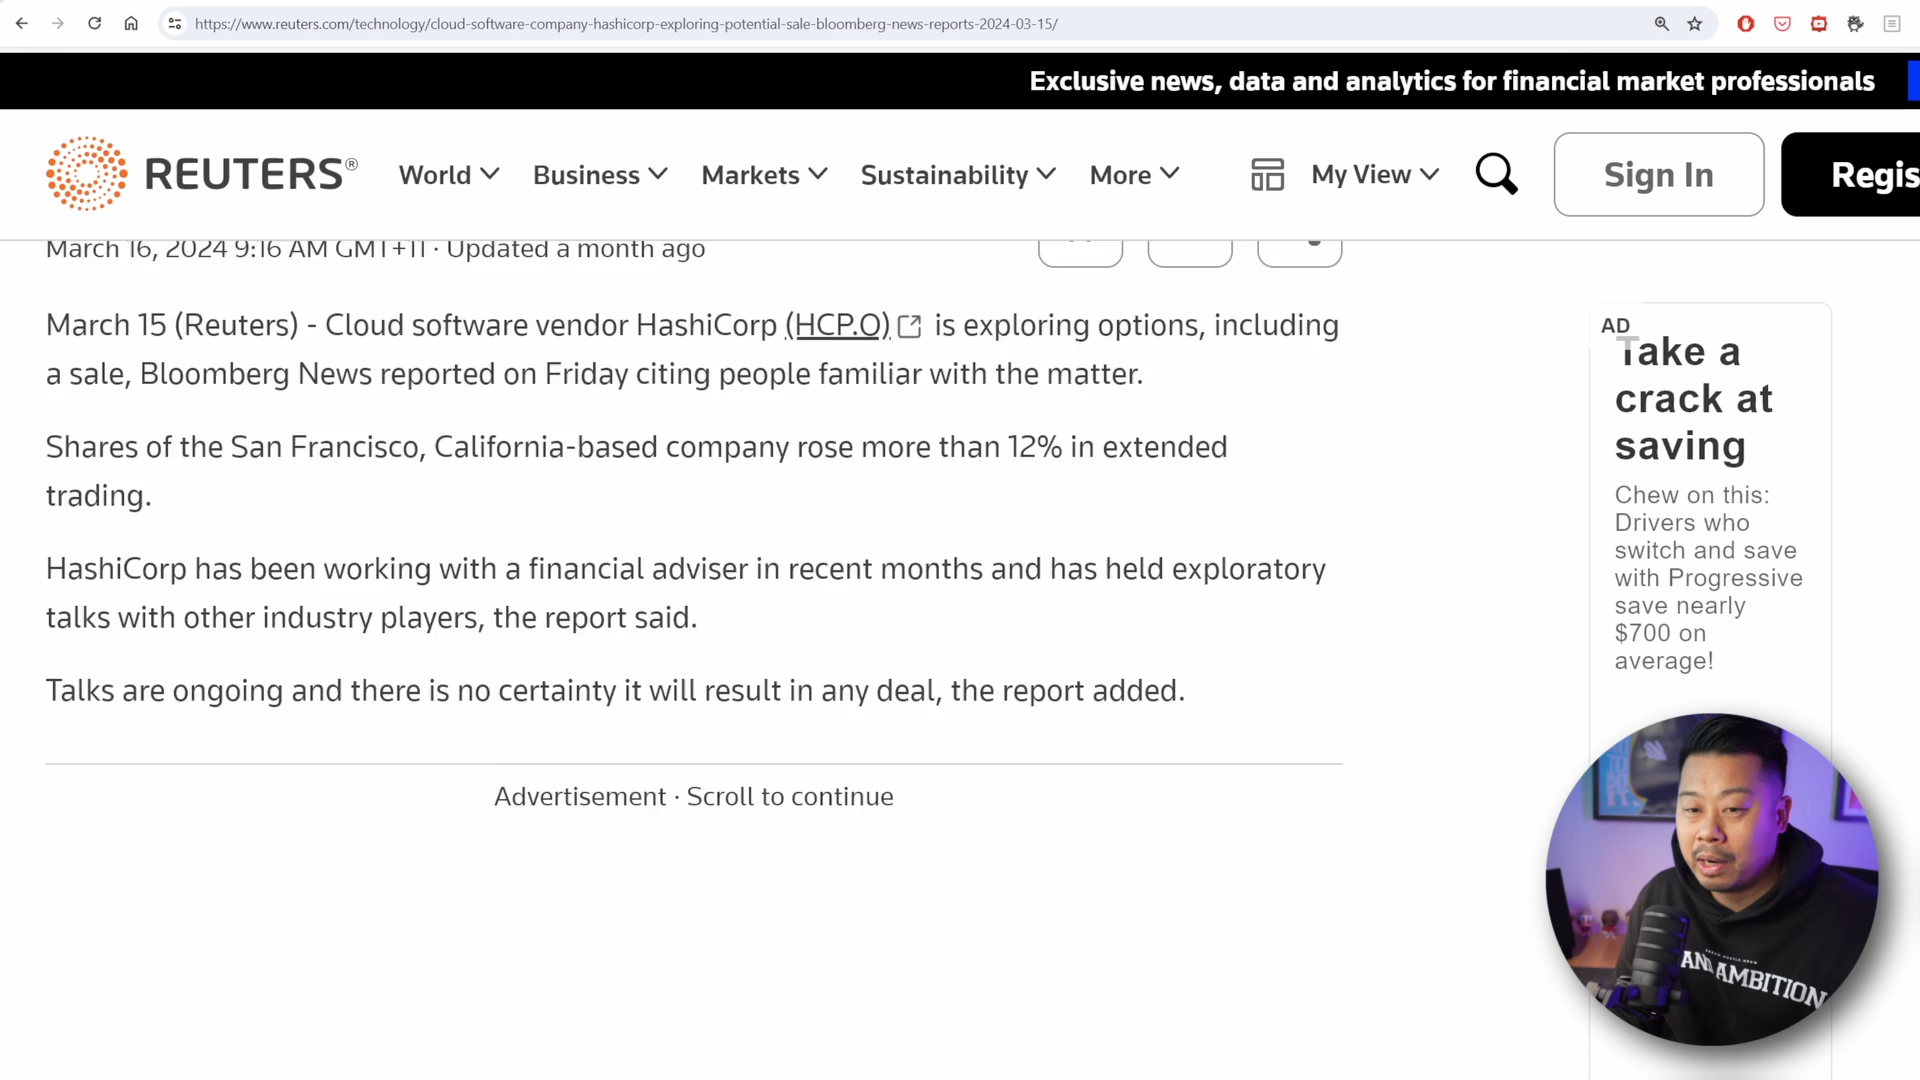 https://www.reuters.com/technology/cloud-software-company-hashicorp-exploring-potential-sale-bloomberg-news-reports-2024-03-15/
Exclusive news, data and analytics for financial market professionals
REUTERS®
World
Business
Markets
Sustainability
More
My View
Sign In
Regis
March 16, 2024 9:16 AM GMT+11 · Updated a month ago
March 15 (Reuters) - Cloud software vendor HashiCorp (HCP.O) is exploring options, including
a sale, Bloomberg News reported on Friday citing people familiar with the matter.
Shares of the San Francisco, California-based company rose more than 12% in extended
trading.
HashiCorp has been working with a financial adviser in recent months and has held exploratory
talks with other industry players, the report said.
Talks are ongoing and there is no certainty it will result in any deal, the report added.
Advertisement · Scroll to continue
AD
Take a
crack at
saving
Chew on this:
Drivers who
switch and save
with Progressive
save nearly
$700 on
average!
AND AMBITION